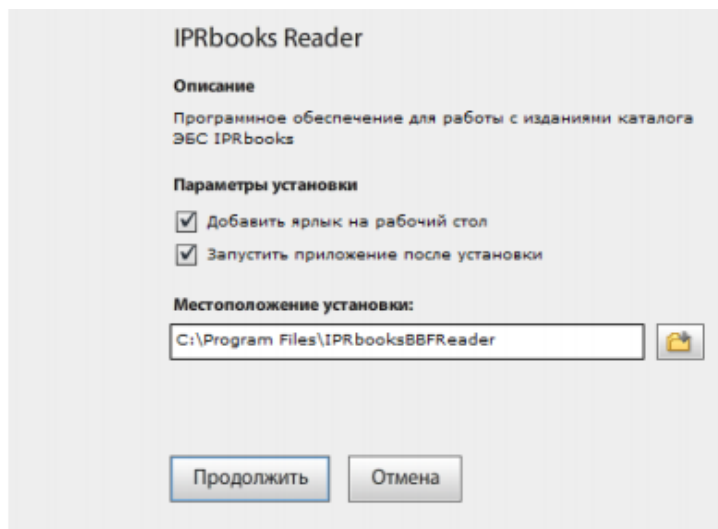 IPRbooks Reader
Описание
Програминое обеспечение для работы с изданиями каталога
ЭБС IPRbooks
Параметры установки
Добавить ярлык на рабочий стол
Запустить приложение после установки
Местоположение установки:
C:\Program Files\IPRbooksBBFReader
Продолжить
Отмена